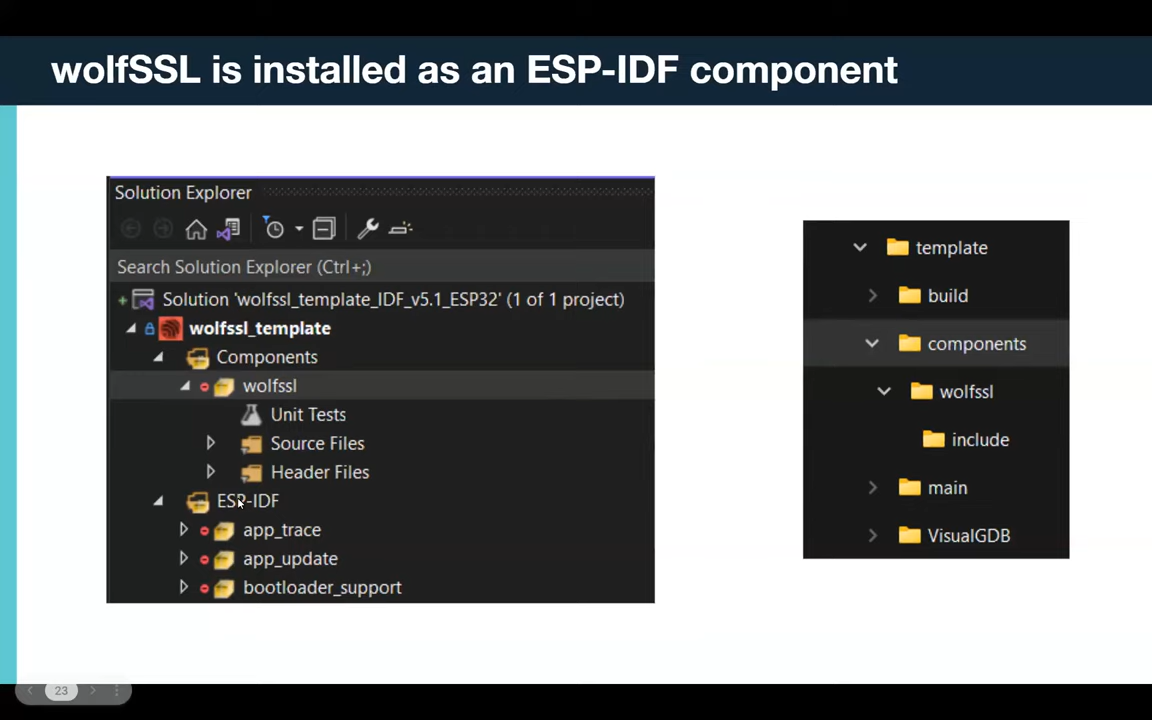 wolfSSL is installed as an ESP-IDF component
Solution Explorer
Search Solution Explorer (Ctrl+;)
Solution 'wolfssl_template_IDF_v5.1_ESP32' (1 of 1 project)
wolfssl_template
Components
wolfssl
Unit Tests
Source Files
Header Files
ESP-IDF
app_trace
app_update
bootloader_support
template
build
components
wolfssl
include
main
VisualGDB
23